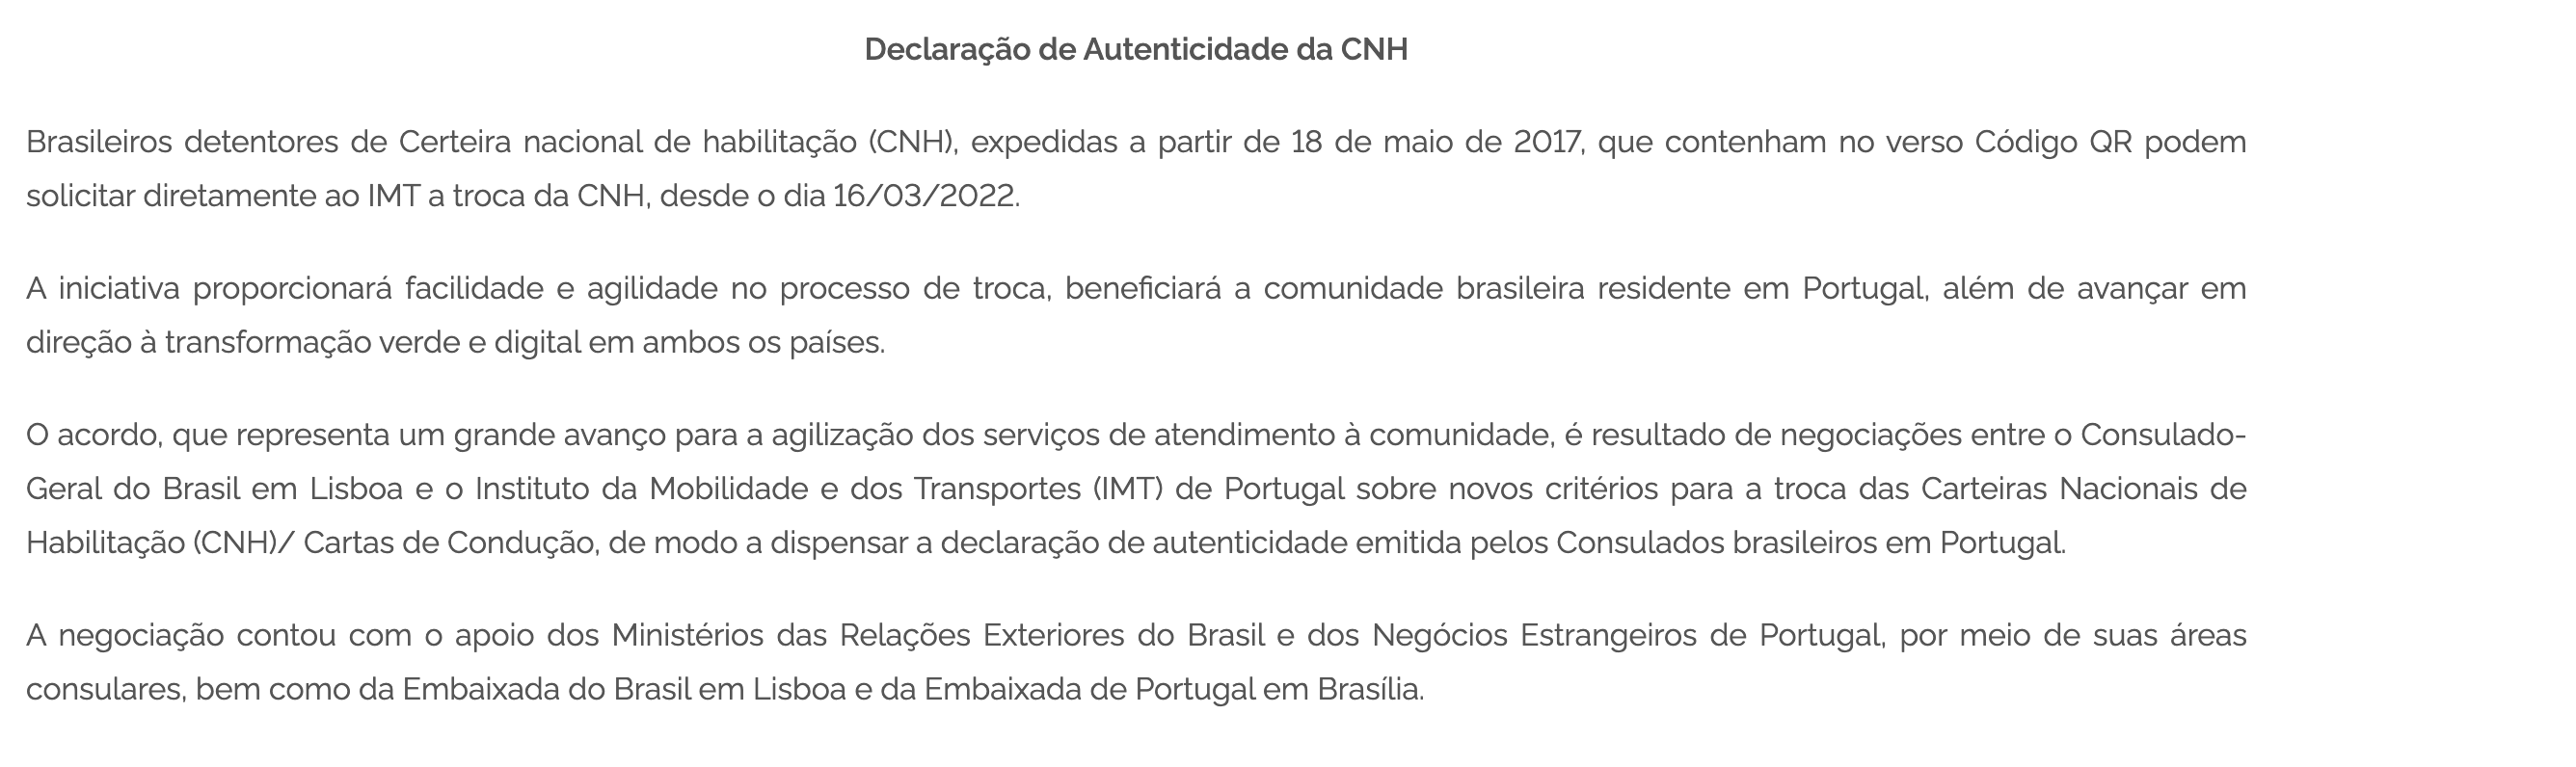 Declaração de Autenticidade da CNH
Brasileiros detentores de Certeira nacional de habilitação (CNH), expedidas a partir de 18 de maio de 2017, que contenham no verso Código QR podem
solicitar diretamente ao IMT a troca da CNH, desde o dia 16/03/2022.
A iniciativa proporcionará facilidade e agilidade no processo de troca, beneficiará a comunidade brasileira residente em Portugal, além de avançar em
direção à transformação verde e digital em ambos os países.
O acordo, que representa um grande avanço para a agilização dos serviços de atendimento à comunidade, é resultado de negociações entre o Consulado-
Geral do Brasil em Lisboa e o Instituto da Mobilidade e dos Transportes (IMT) de Portugal sobre novos critérios para a troca das Carteiras Nacionais de
Habilitação (CNH)/ Cartas de Condução, de modo a dispensar a declaração de autenticidade emitida pelos Consulados brasileiros em Portugal.
A negociação contou com o apoio dos Ministérios das Relações Exteriores do Brasil e dos Negócios Estrangeiros de Portugal, por meio de suas áreas
consulares, bem como da Embaixada do Brasil em Lisboa e da Embaixada de Portugal em Brasília.